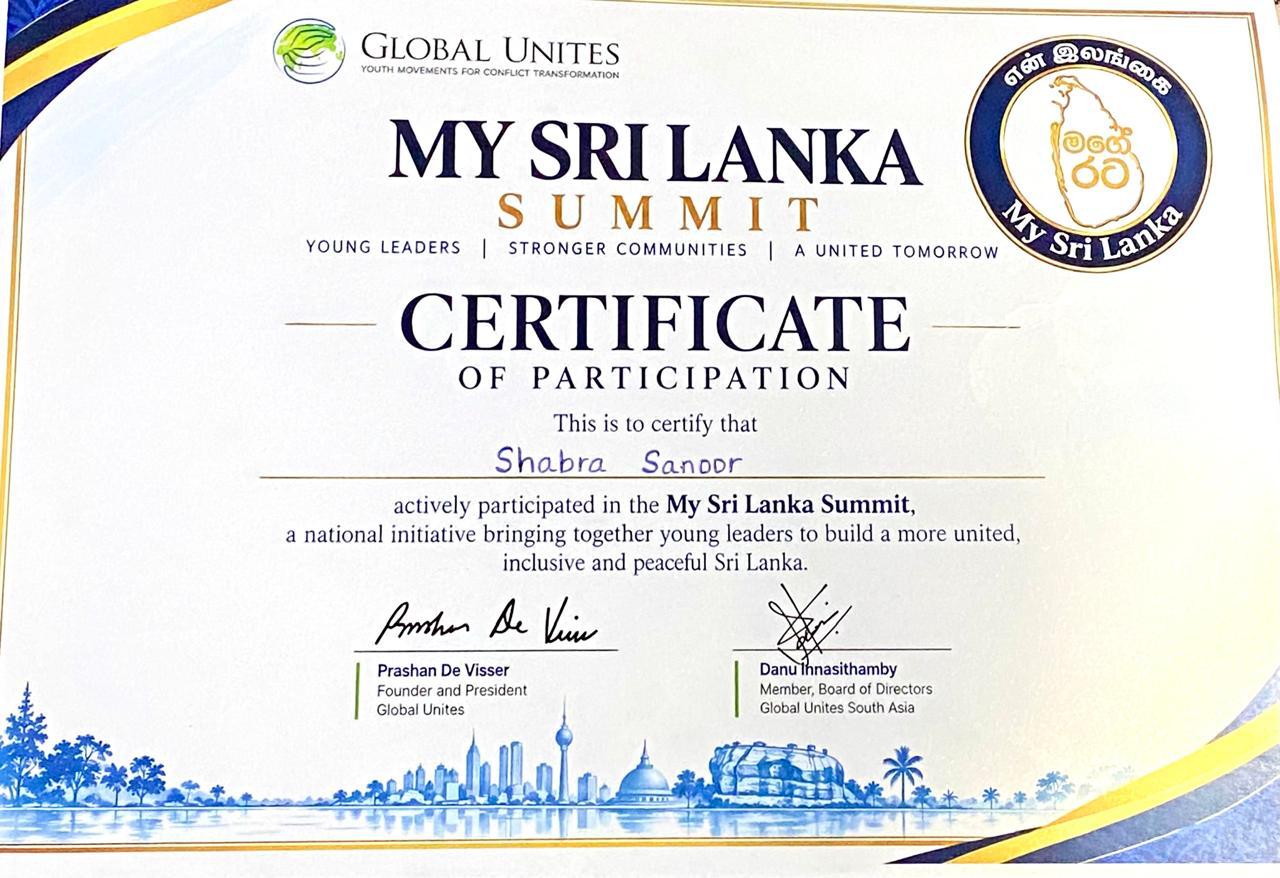 GLOBAL UNITES
YOUTH MOVEMENTS FOR CONFLICT TRANSFORMATION
என் இலங்கை
මගේ
රට
My Sri Lanka
MY SRI LANKA
SUMMIT
YOUNG LEADERS | STRONGER COMMUNITIES | A UNITED TOMORROW
CERTIFICATE
OF PARTICIPATION
This is to certify that
Shabra Sanoor
actively participated in the My Sri Lanka Summit,
a national initiative bringing together young leaders to build a more united,
inclusive and peaceful Sri Lanka.
Prashan De Visser
Founder and President
Global Unites
Danu Innasithamby
Member, Board of Directors
Global Unites South Asia